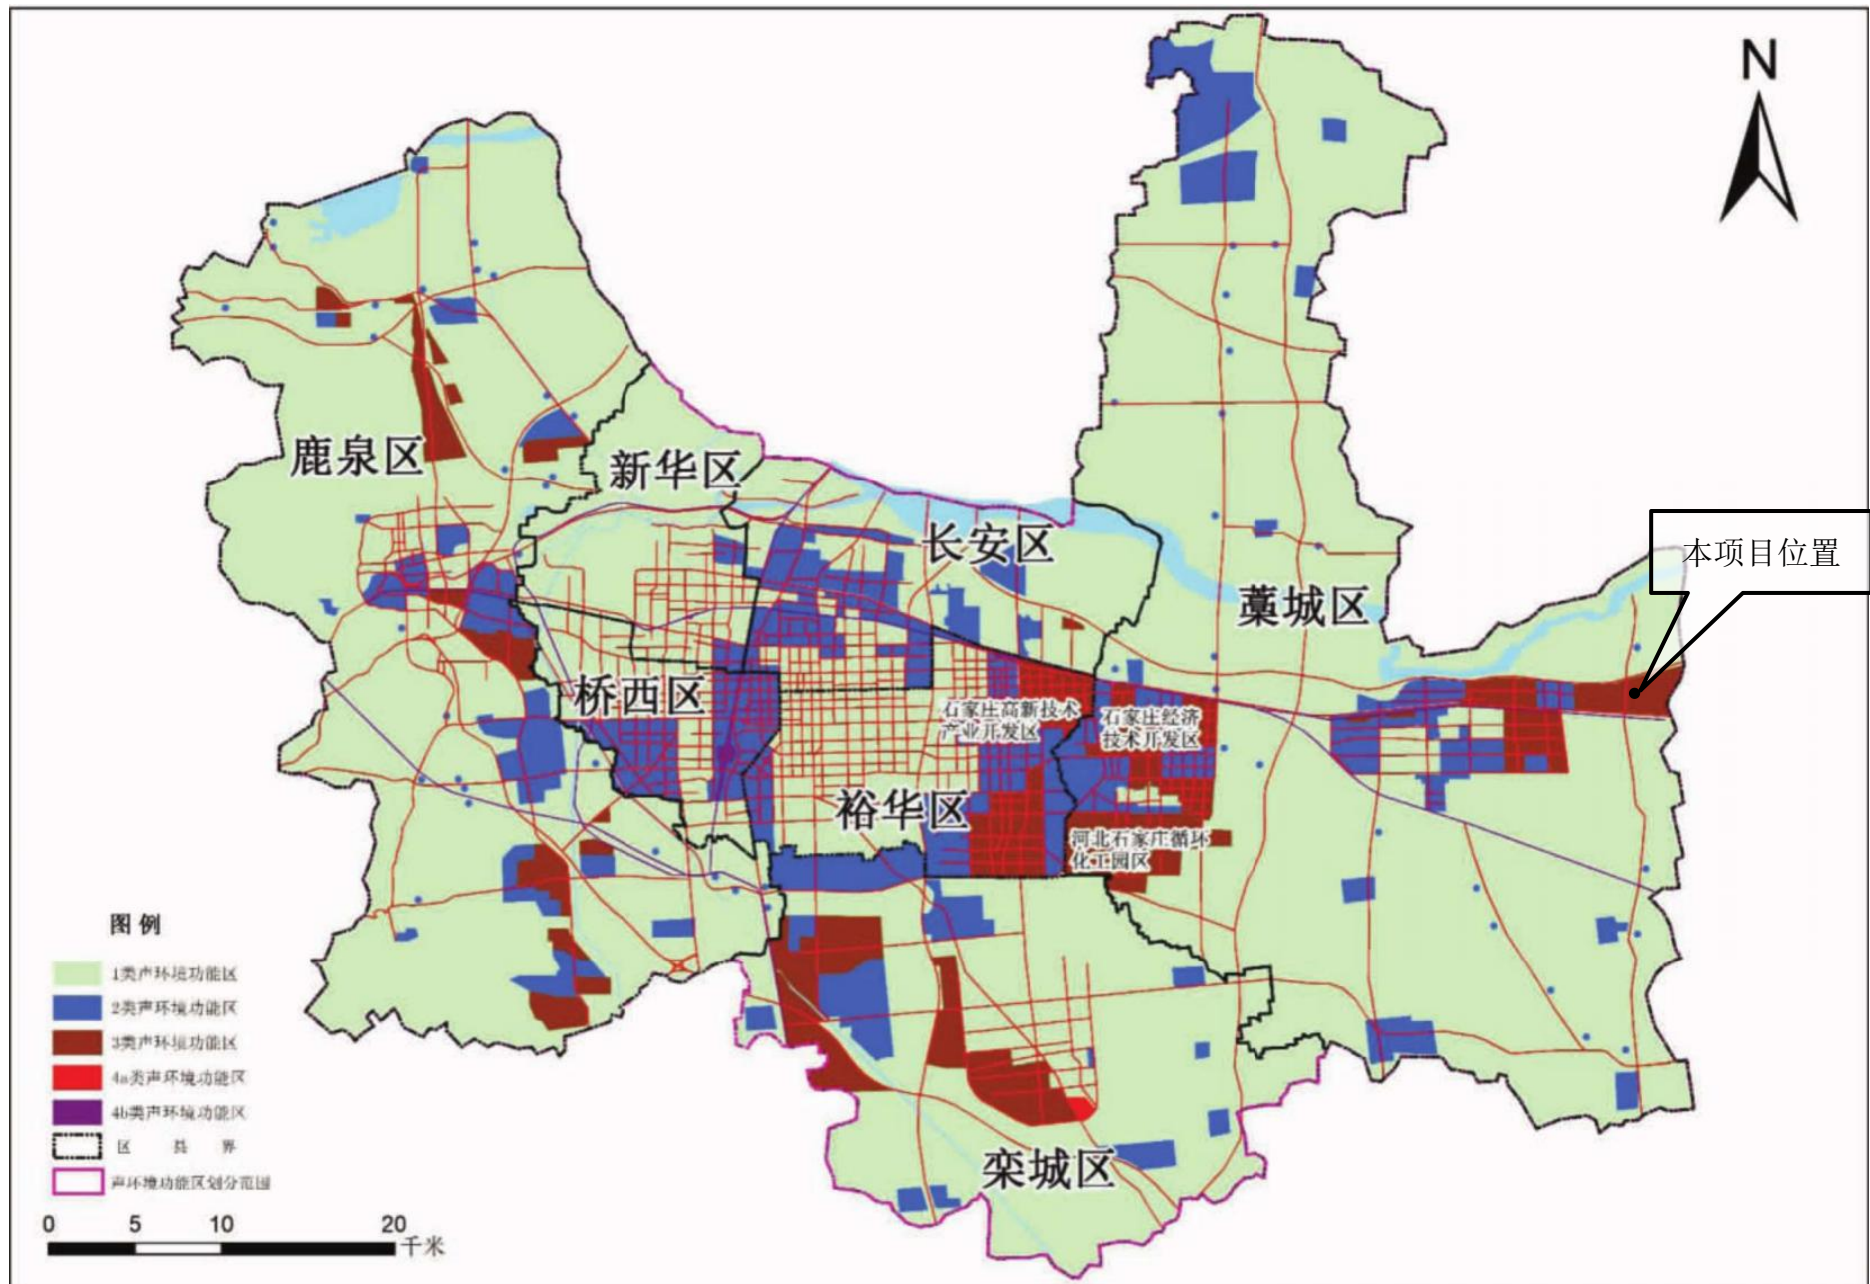 N
鹿泉区
新华区
长安区
本项目位置
藁城区
桥西区
石家庄高新技术
产业开发区
石家庄经济
技术开发区
裕华区
河北石家庄循环
化工园区
图例
1类声环境功能区
2类声环境功能区
3类声环境功能区
4a类声环境功能区
4b类声环境功能区
区 县 界
声环境功能区划分范围
栾城区
0 5 10 20
千米